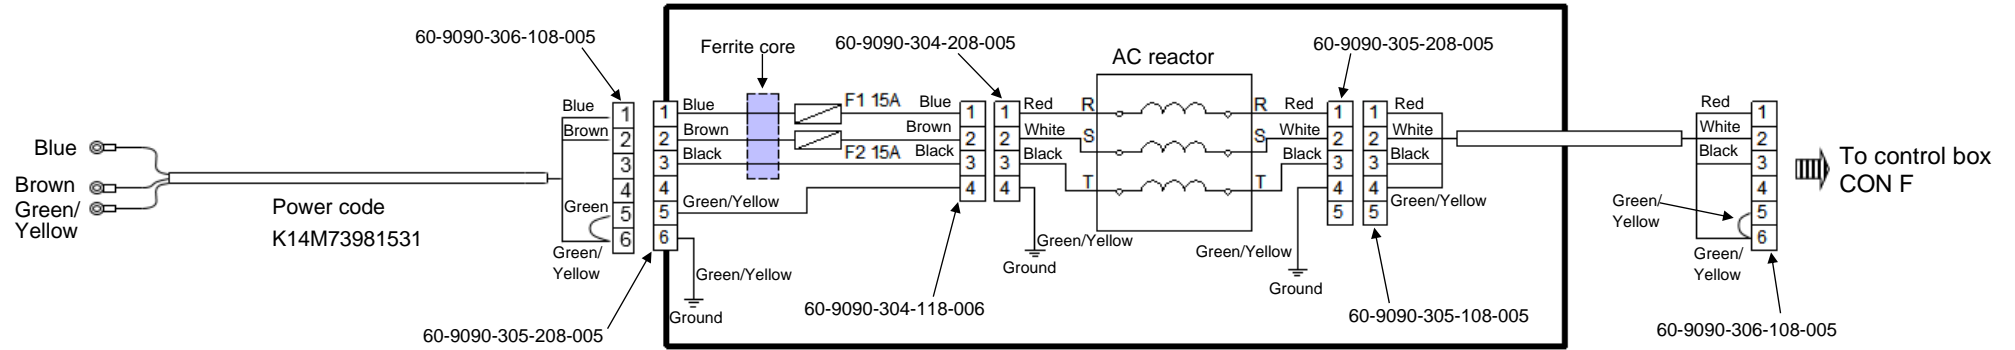 Blue
Brown
Green/
Yellow
Power code
K14M73981531
60-9090-306-108-005
Blue
Brown
Green
Green/
Yellow
1
2
3
4
5
6
1
2
3
4
5
6
60-9090-305-208-005
Blue
Brown
Black
Green/Yellow
Green/Yellow
Ground
Ferrite core
F1 15A
F2 15A
Blue
Brown
Black
1
2
3
4
60-9090-304-118-006
60-9090-304-208-005
1
2
3
4
Red
White
Black
Green/Yellow
Ground
AC reactor
R
S
T
R
S
T
Red
White
Black
Green/Yellow
Ground
60-9090-305-208-005
1
2
3
4
5
1
2
3
4
5
Red
White
Black
Green/Yellow
60-9090-305-108-005
Red
White
Black
Green/
Yellow
Green/
Yellow
1
2
3
4
5
6
60-9090-306-108-005
To control box
CON F